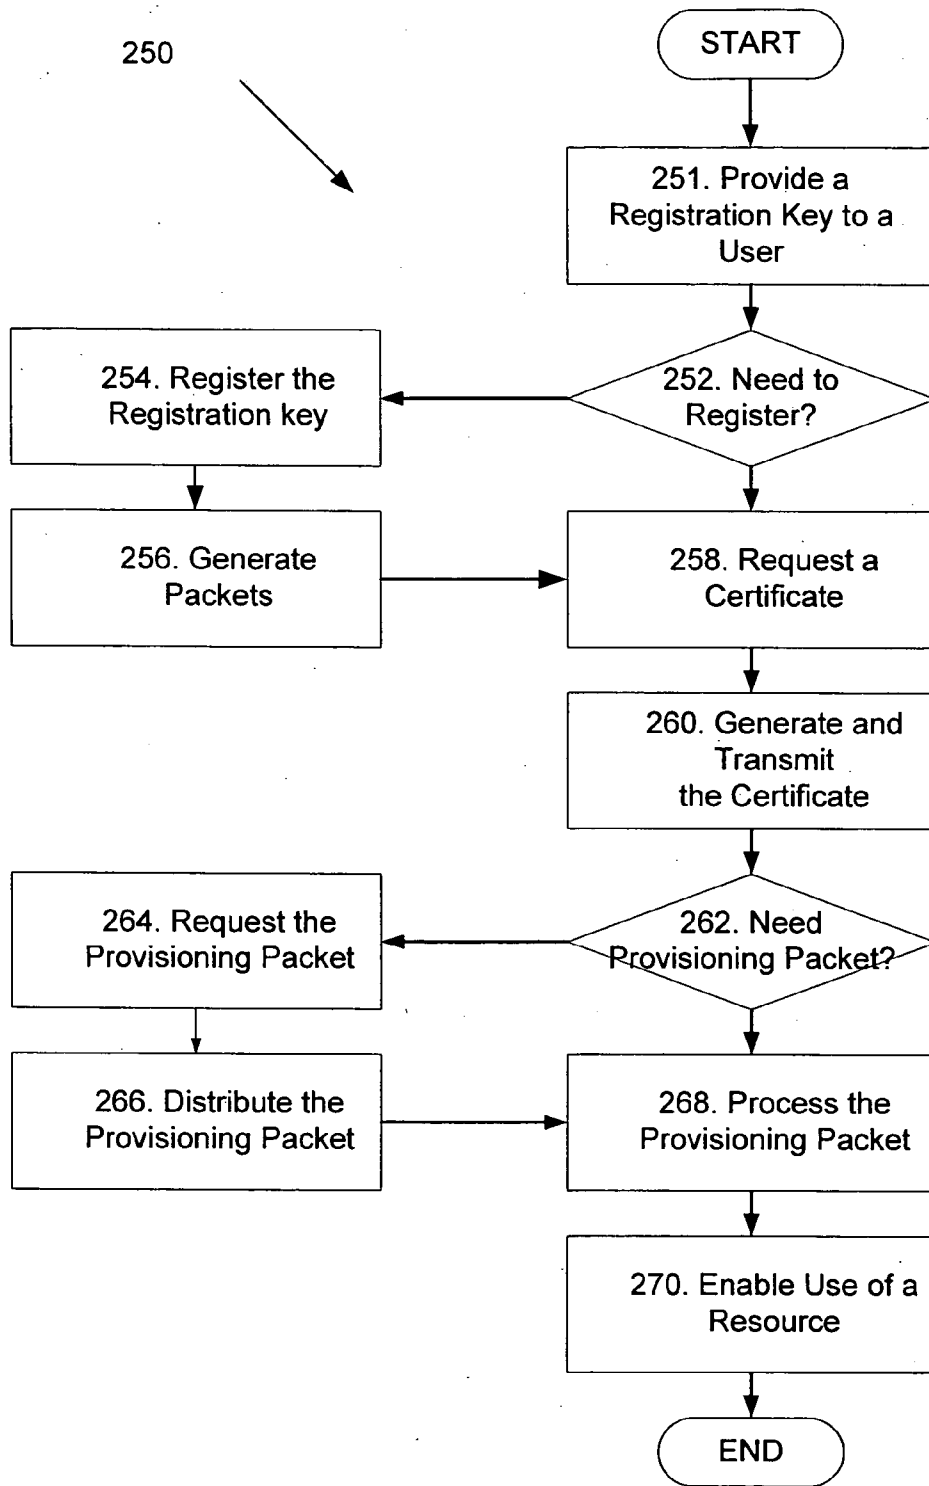 250
START
251. Provide a
Registration Key to a
User
254. Register the
Registration key
252. Need to
Register?
256. Generate
Packets
258. Request a
Certificate
260. Generate and
Transmit
the Certificate
264. Request the
Provisioning Packet
262. Need
Provisioning Packet?
266. Distribute the
Provisioning Packet
268. Process the
Provisioning Packet
270. Enable Use of a
Resource
END